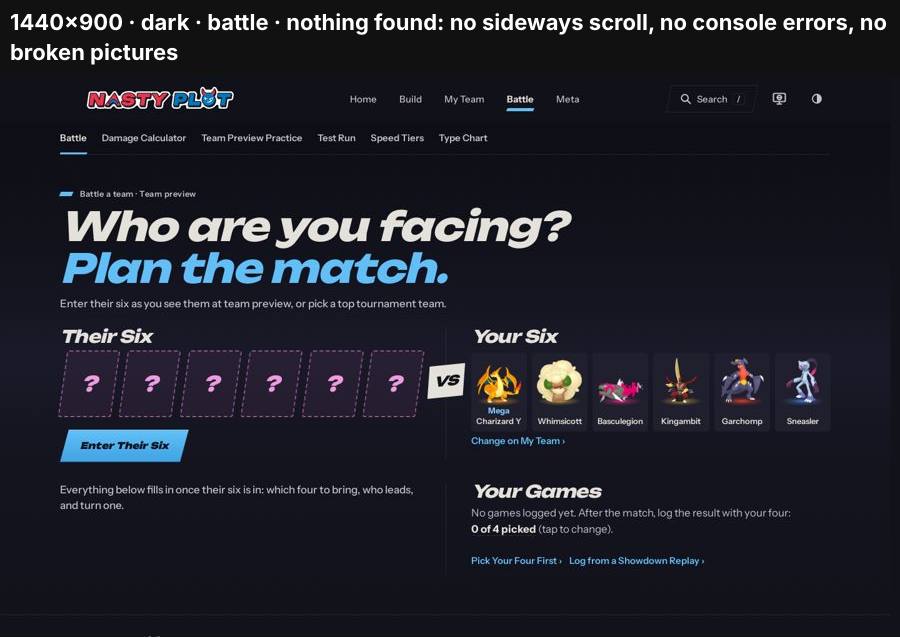 1440×900 · dark · battle · nothing found: no sideways scroll, no console errors, no
broken pictures
NASTY PLOT
Home Build My Team Battle Meta
Search /
Battle Damage Calculator Team Preview Practice Test Run Speed Tiers Type Chart
Battle a team · Team preview
Who are you facing?
Plan the match.
Enter their six as you see them at team preview, or pick a top tournament team.
Their Six
? ? ? ? ? ?
Enter Their Six
Everything below fills in once their six is in: which four to bring, who leads,
and turn one.
VS
Your Six
Mega
Charizard Y Whimsicott Basculegion Kingambit Garchomp Sneasler
Change on My Team ›
Your Games
No games logged yet. After the match, log the result with your four:
0 of 4 picked (tap to change).
Pick Your Four First › Log from a Showdown Replay ›